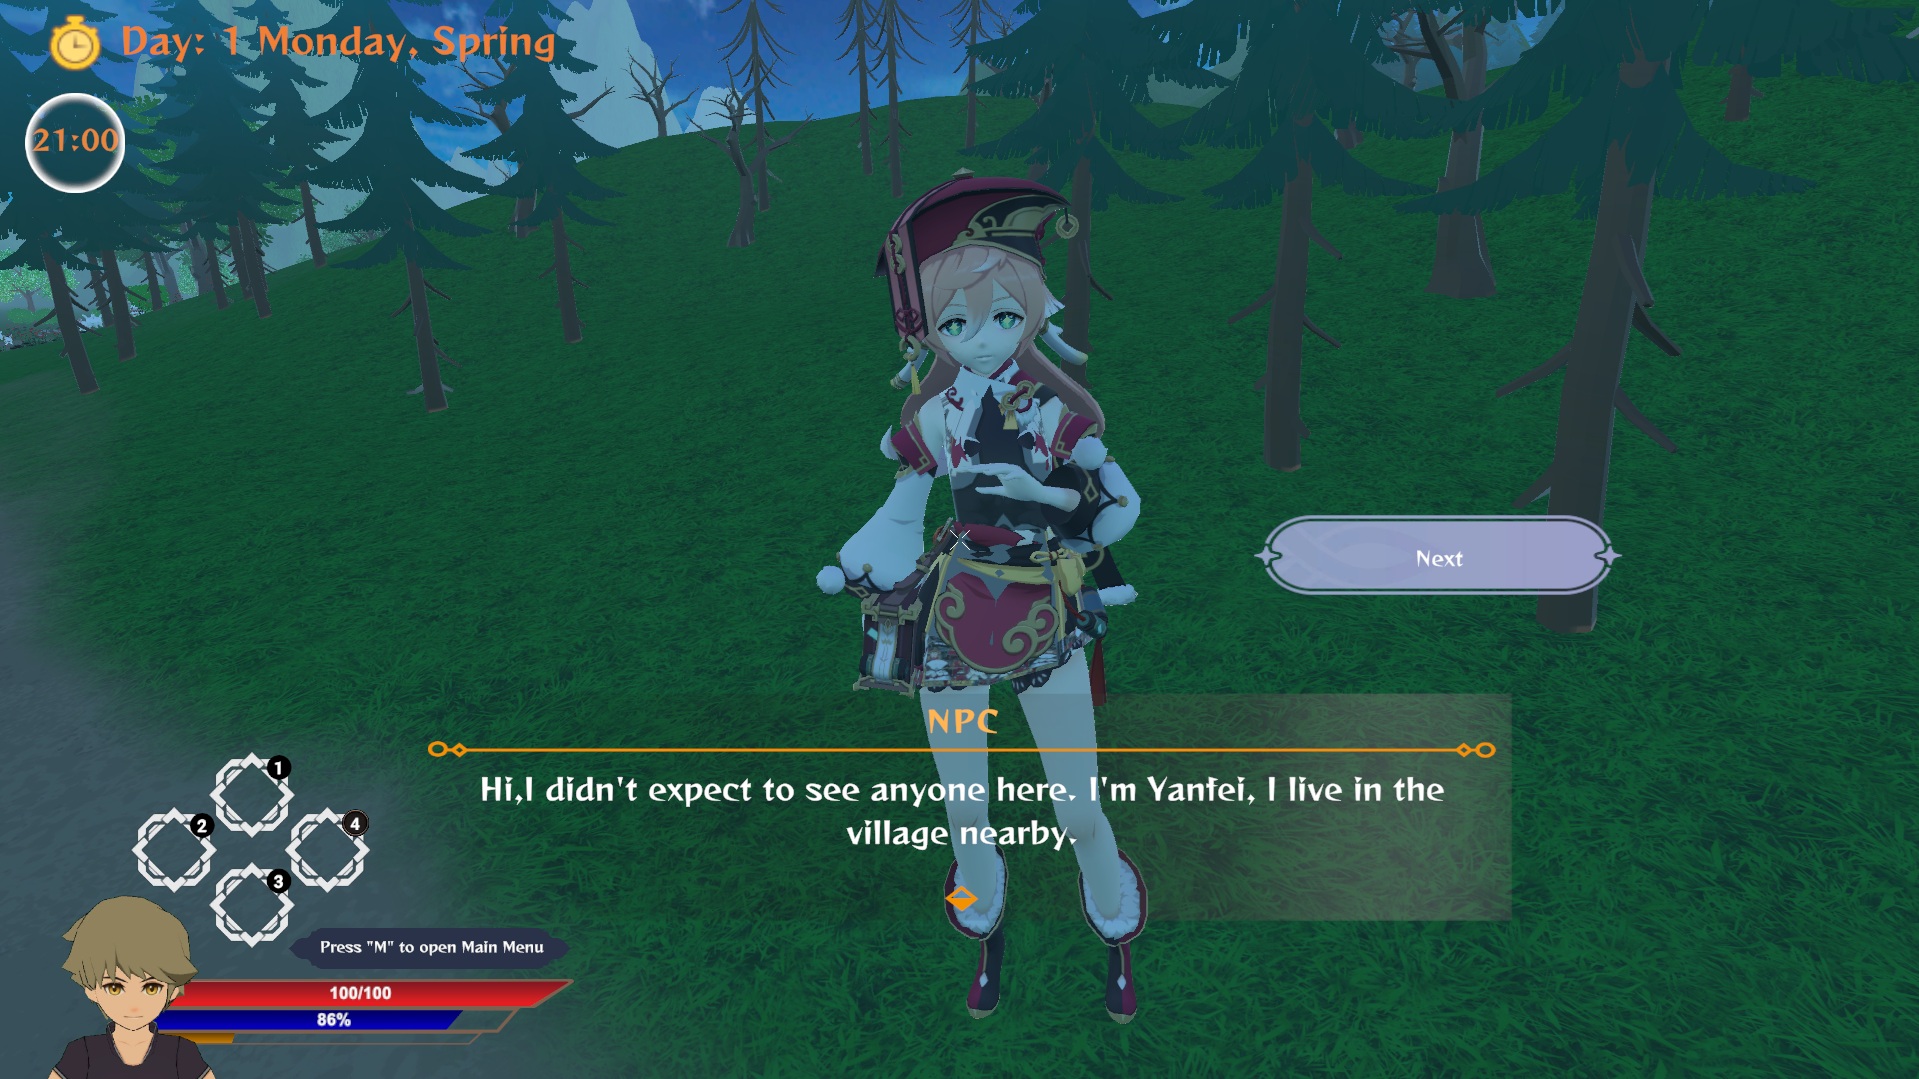 Day: 1 Monday, Spring
21:00
Next
NPC
Hi,I didn't expect to see anyone here. I'm Yanfei, I live in the
village nearby.
1
2
4
3
Press "M" to open Main Menu
100/100
86%